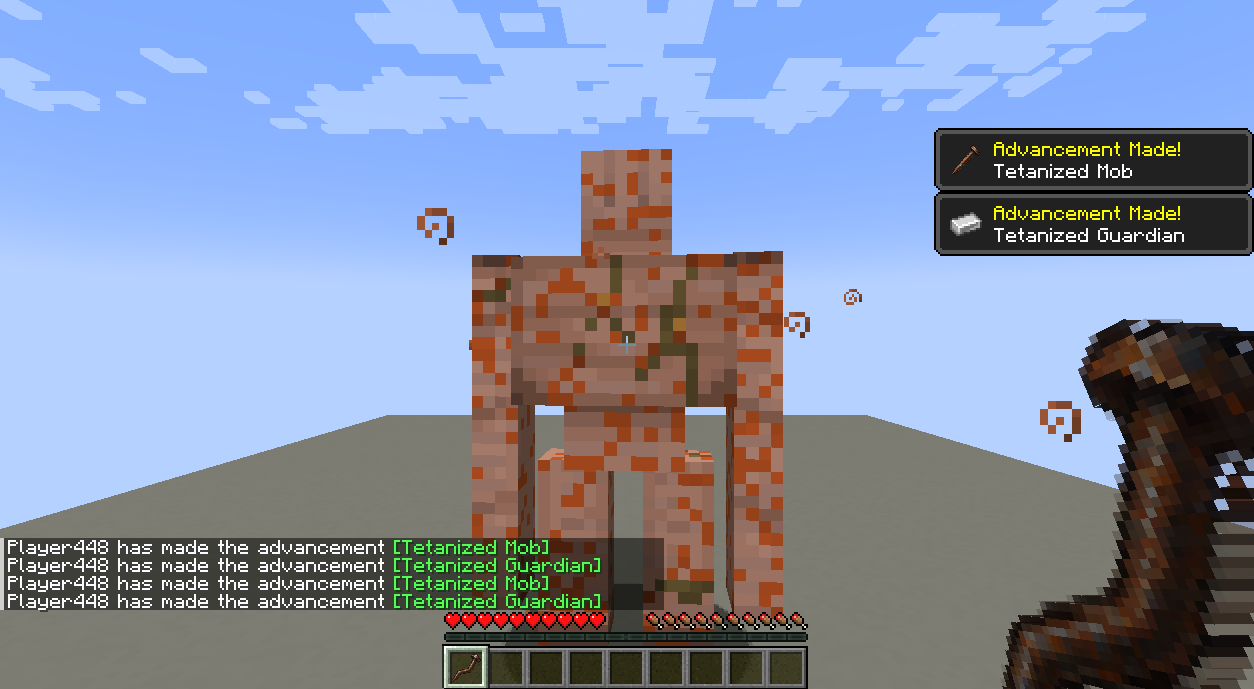 Advancement Made!
Tetanized Mob
Advancement Made!
Tetanized Guardian
Player448 has made the advancement [Tetanized Mob]
Player448 has made the advancement [Tetanized Guardian]
Player448 has made the advancement [Tetanized Mob]
Player448 has made the advancement [Tetanized Guardian]